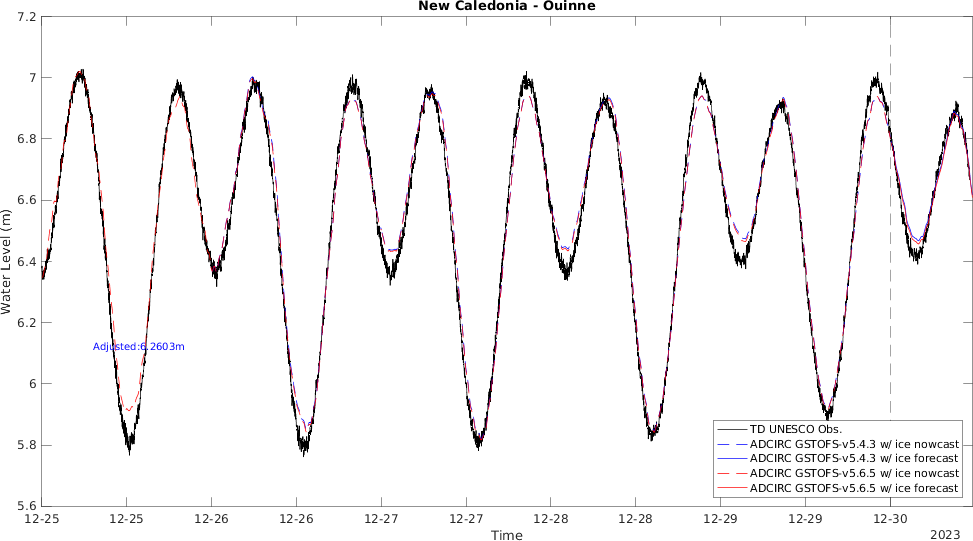 New Caledonia - Ouinne
7.2
7
6.8
6.6
6.4
6.2
6
5.8
5.6
Water Level (m)
Adjusted:6.2603m
TD UNESCO Obs.
ADCIRC GSTOFS-v5.4.3 w/ ice nowcast
ADCIRC GSTOFS-v5.4.3 w/ ice forecast
ADCIRC GSTOFS-v5.6.5 w/ ice nowcast
ADCIRC GSTOFS-v5.6.5 w/ ice forecast
12-25 12-25 12-26 12-26 12-27 12-27 12-28 12-28 12-29 12-29 12-30
Time
2023